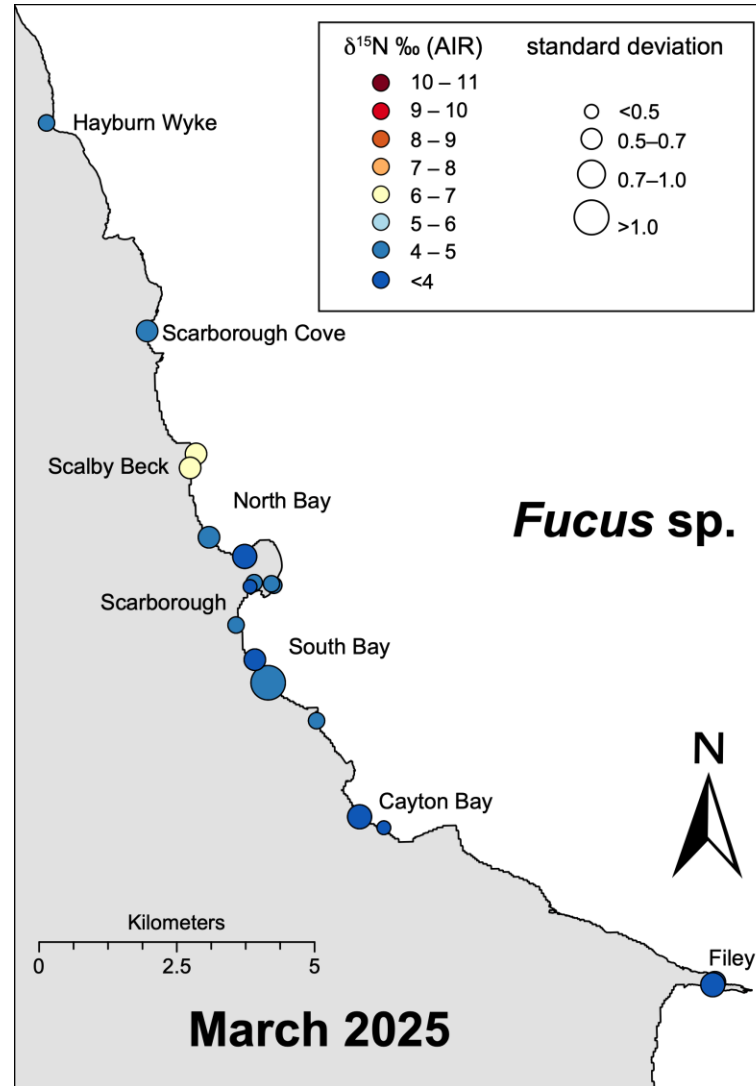 δ¹⁵N ‰ (AIR)
10 – 11
9 – 10
8 – 9
7 – 8
6 – 7
5 – 6
4 – 5
<4
standard deviation
<0.5
0.5–0.7
0.7–1.0
>1.0
Hayburn Wyke
Scarborough Cove
Scalby Beck
North Bay
Fucus sp.
Scarborough
South Bay
N
Cayton Bay
Kilometers
0 2.5 5
Filey
March 2025